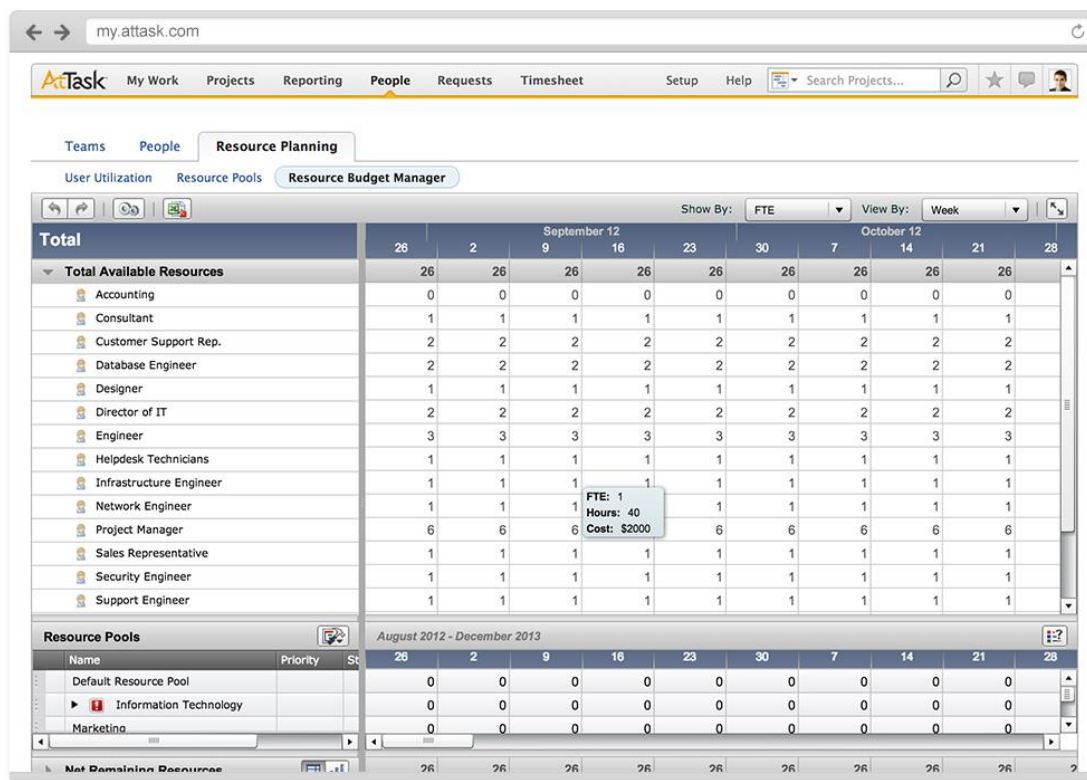 my.attask.com
AtTask My Work Projects Reporting People Requests Timesheet Setup Help Search Projects...
Teams People Resource Planning
User Utilization Resource Pools Resource Budget Manager
Show By: FTE View By: Week
Total September 12 October 12
26 2 9 16 23 30 7 14 21 28
Total Available Resources 26 26 26 26 26 26 26 26 26
Accounting 0 0 0 0 0 0 0 0 0
Consultant 1 1 1 1 1 1 1 1 1
Customer Support Rep. 2 2 2 2 2 2 2 2 2
Database Engineer 2 2 2 2 2 2 2 2 2
Designer 1 1 1 1 1 1 1 1 1
Director of IT 2 2 2 2 2 2 2 2 2
Engineer 3 3 3 3 3 3 3 3 3
Helpdesk Technicians 1 1 1 1 1 1 1 1 1
Infrastructure Engineer 1 1 1 1 1 1 1 1 1
Network Engineer 1 1 1 1 1 1 1 1
Project Manager 6 6 6 6 6 6 6 6
FTE: 1
Hours: 40
Cost: $2000
Sales Representative 1 1 1 1 1 1 1 1 1
Security Engineer 1 1 1 1 1 1 1 1 1
Support Engineer 1 1 1 1 1 1 1 1 1
Resource Pools August 2012 - December 2013
Name Priority St 26 2 9 16 23 30 7 14 21 28
Default Resource Pool 0 0 0 0 0 0 0 0 0
Information Technology 0 0 0 0 0 0 0 0 0
Marketing 0 0 0 0 0 0 0 0 0
Net Remaining Resources 26 26 26 26 26 26 26 26 26 2